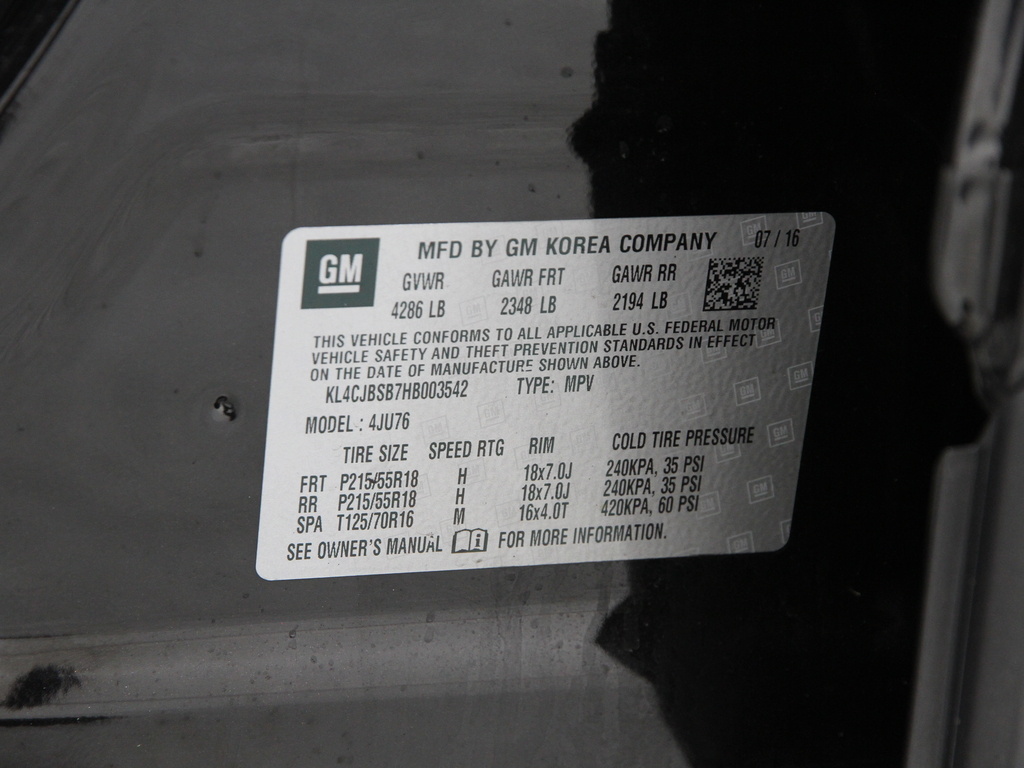 GM MFD BY GM KOREA COMPANY 07 / 16
GVWR GAWR FRT GAWR RR
4286 LB 2348 LB 2194 LB
THIS VEHICLE CONFORMS TO ALL APPLICABLE U.S. FEDERAL MOTOR
VEHICLE SAFETY AND THEFT PREVENTION STANDARDS IN EFFECT
ON THE DATE OF MANUFACTURE SHOWN ABOVE.
KL4CJBSB7HB003542 TYPE: MPV
MODEL : 4JU76
TIRE SIZE SPEED RTG RIM COLD TIRE PRESSURE
FRT P215/55R18 H 18x7.0J 240KPA, 35 PSI
RR P215/55R18 H 18x7.0J 240KPA, 35 PSI
SPA T125/70R16 M 16x4.0T 420KPA, 60 PSI
SEE OWNER'S MANUAL FOR MORE INFORMATION.